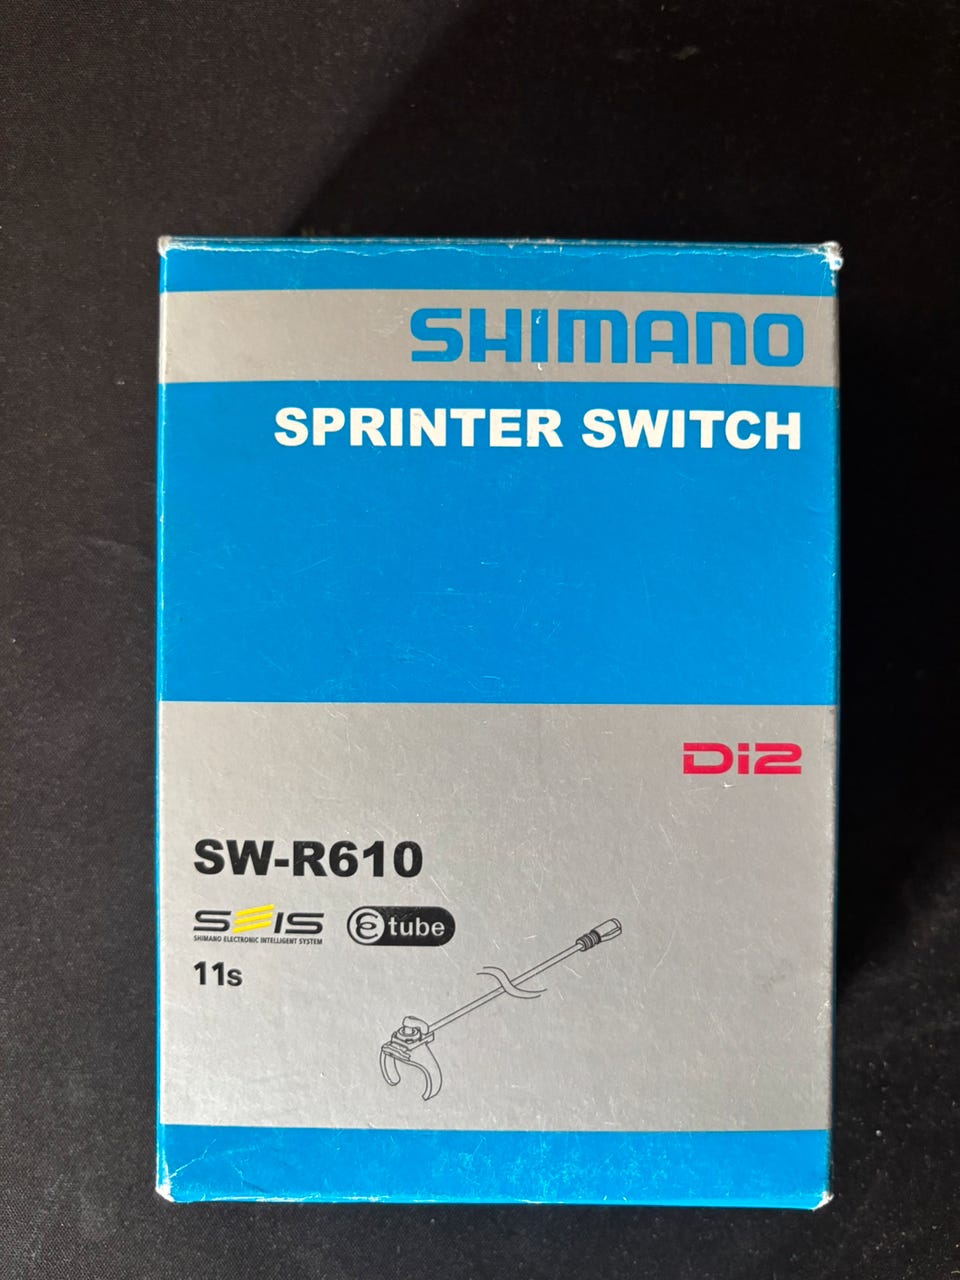 SHIMANO
SPRINTER SWITCH
Di2
SW-R610
SEIS
SHIMANO ELECTRONIC INTELLIGENT SYSTEM
e tube
11s